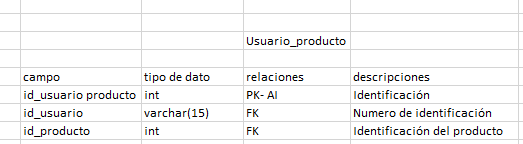 Usuario_producto
campo tipo de dato relaciones descripciones
id_usuario producto int PK- AI Identificación
id_usuario varchar(15) FK Numero de identificación
id_producto int FK Identificación del producto